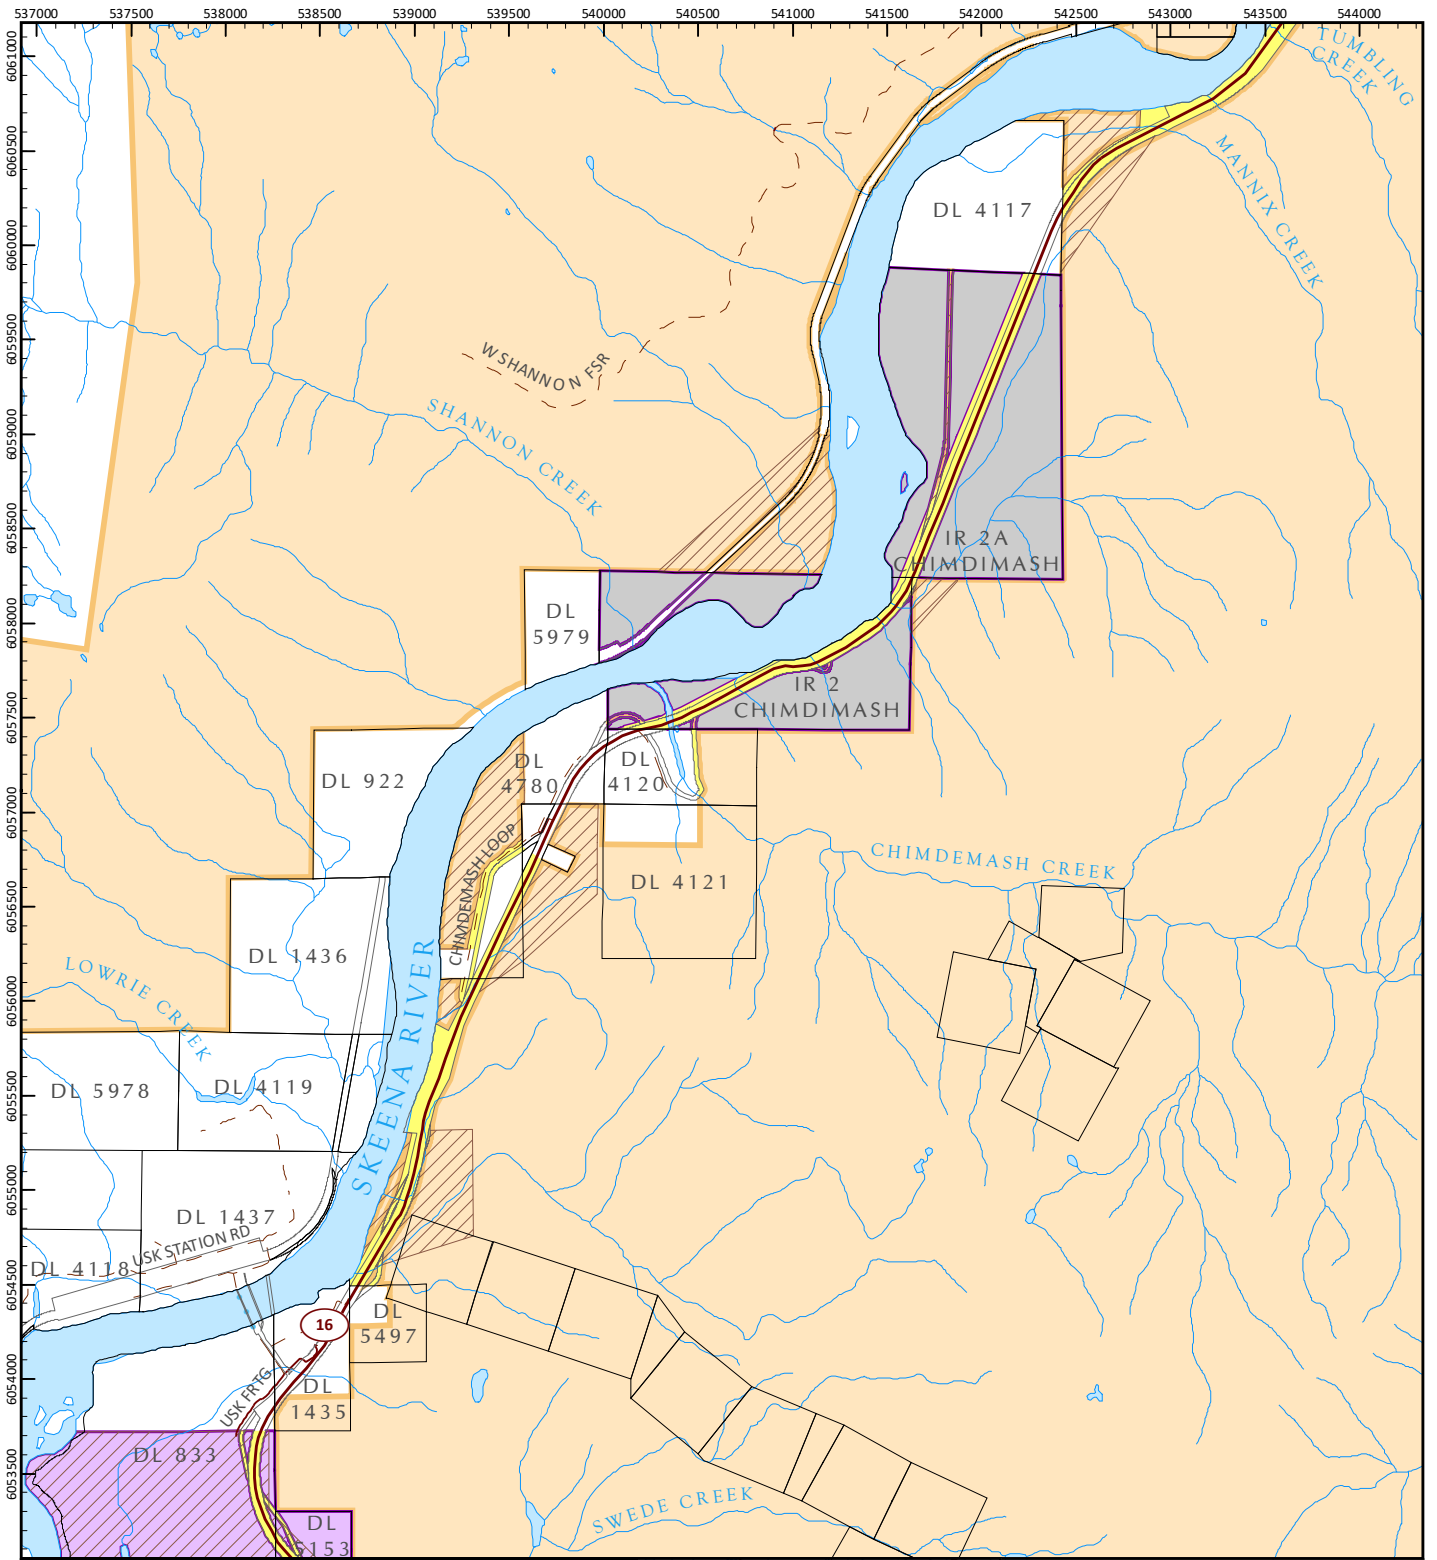 537000 537500 538000 538500 539000 539500 540000 540500 541000 541500 542000 542500 543000 543500 544000
6061000
6060500
6060000
6059500
6059000
6058500
6058000
6057500
6057000
6056500
6056000
6055500
6055000
6054500
6054000
6053500
TUMBLING
CREEK
MANNIX CREEK
DL 4117
W SHANNON FSR
SHANNON CREEK
IR 2A
CHIMDIMASH
DL
5979
IR 2
CHIMDIMASH
DL 922
DL
4780
DL
4120
CHIMDEMASH LOOP
CHIMDEMASH CREEK
DL 4121
DL 1436
LOWRIE CREEK
SKEENA RIVER
DL 5978
DL 4119
DL 1437
USK STATION RD
DL 4118
16
DL
5497
USK FRTG
DL
1435
DL 833
SWEDE CREEK
DL
5153